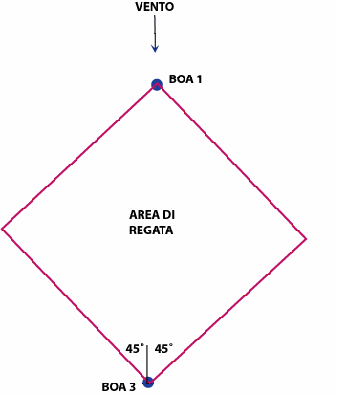 VENTO
BOA 1
AREA DI
REGATA
45° 45°
BOA 3